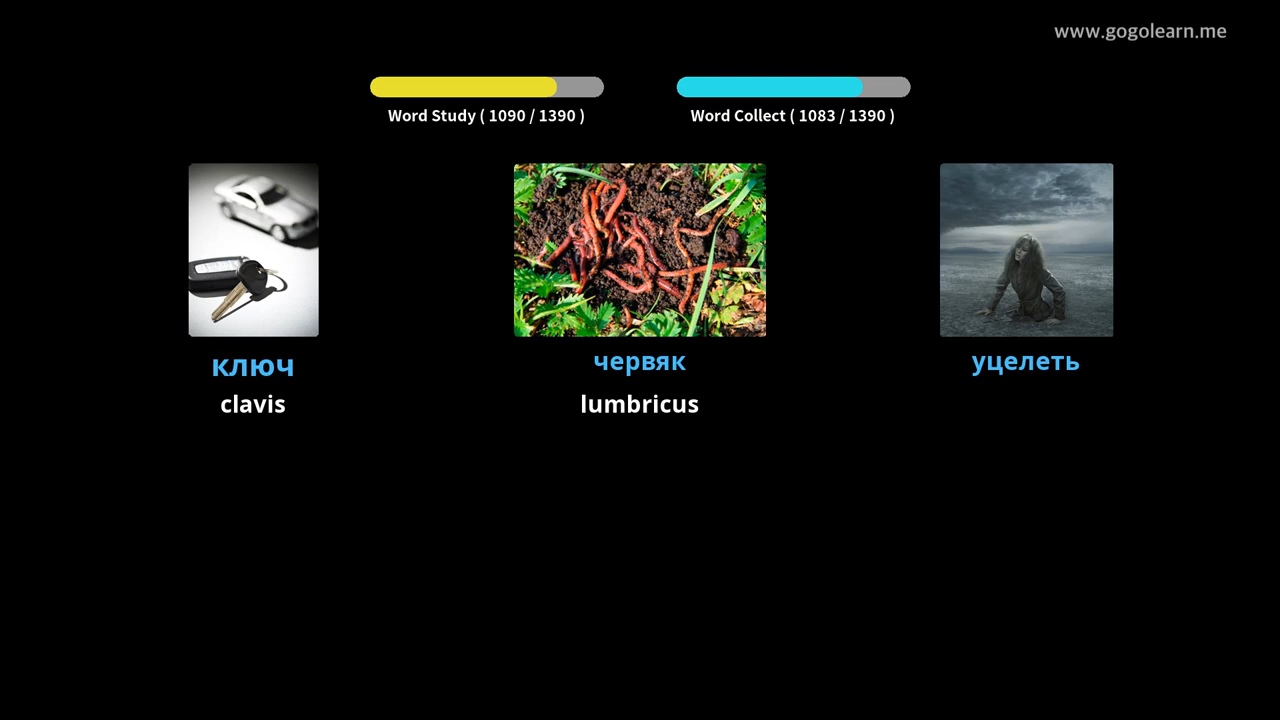 www.gogolearn.me
Word Study ( 1090 / 1390 )
Word Collect ( 1083 / 1390 )
ключ
червяк
уцелеть
clavis
lumbricus